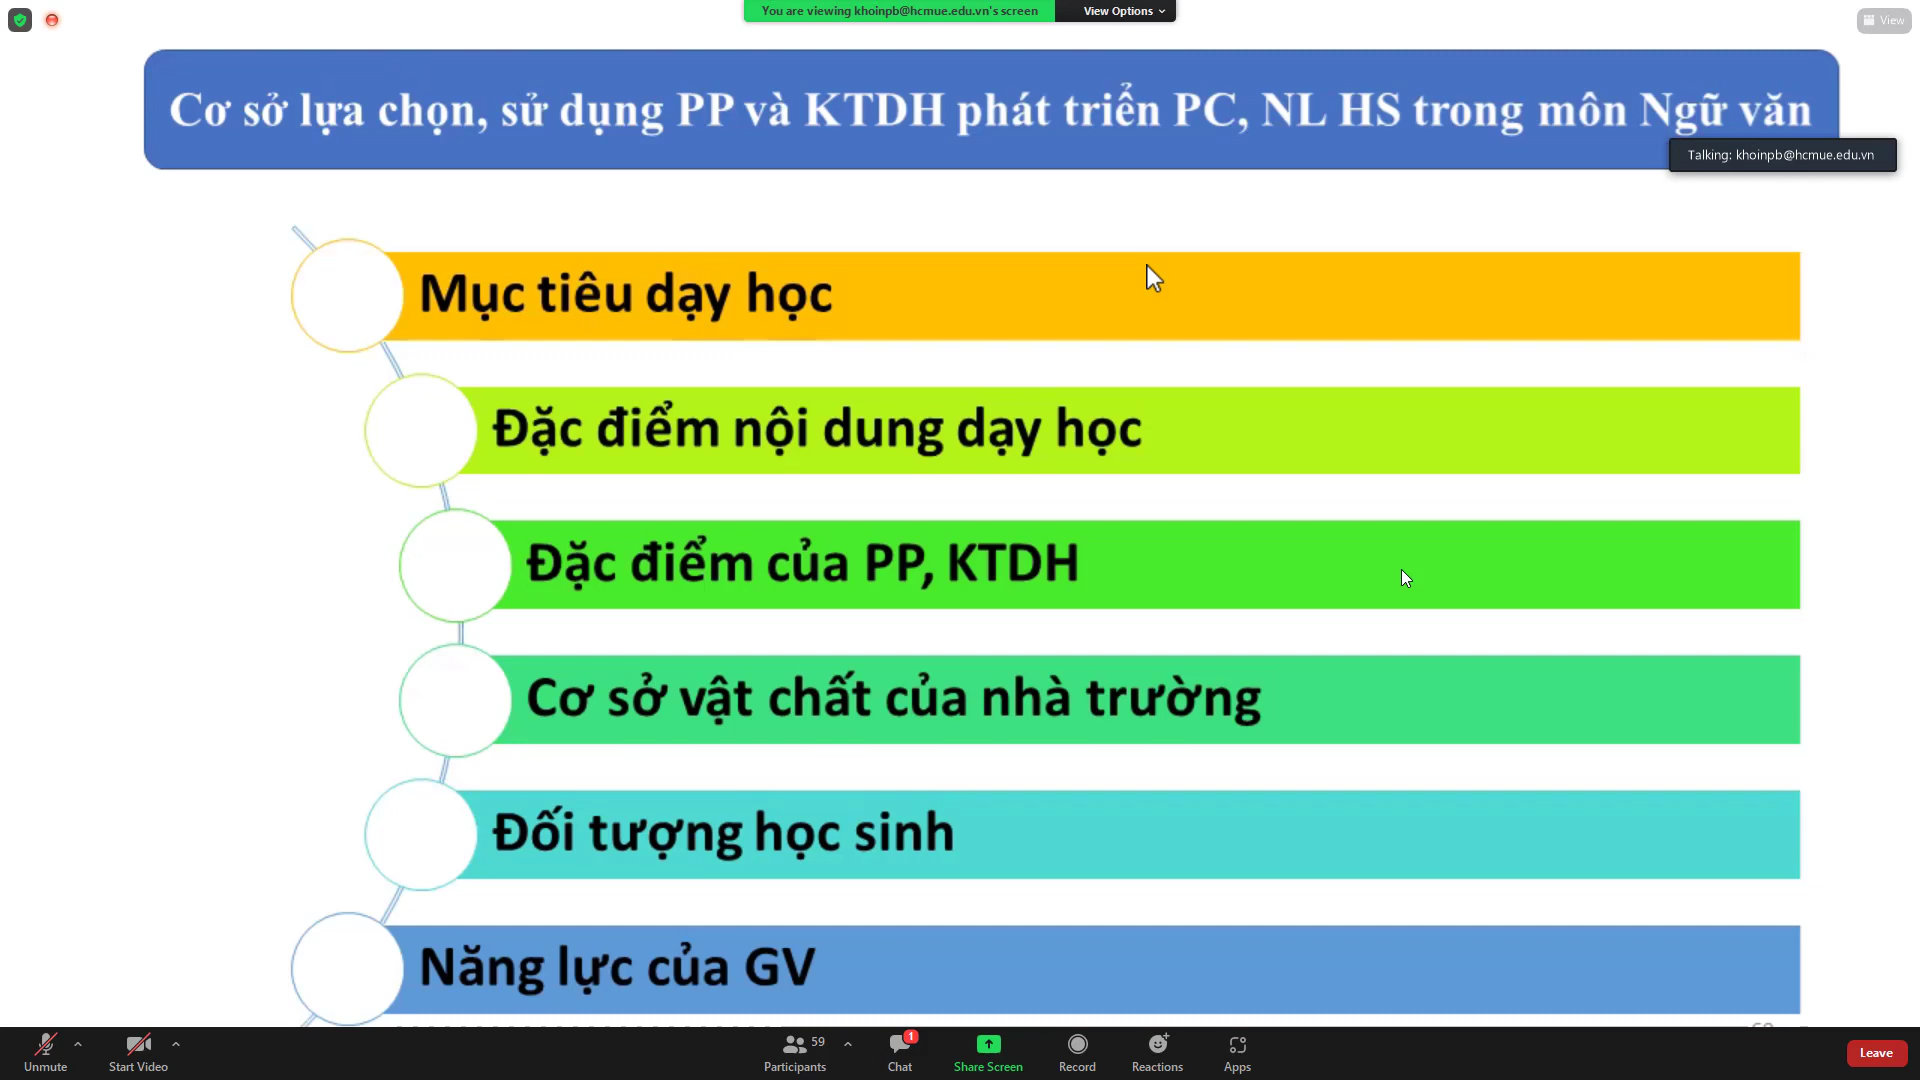 You are viewing khoinpb@hcmue.edu.vn's screen
View Options
View
Cơ sở lựa chọn, sử dụng PP và KTDH phát triển PC, NL HS trong môn Ngữ văn
Talking: khoinpb@hcmue.edu.vn
Mục tiêu dạy học
Đặc điểm nội dung dạy học
Đặc điểm của PP, KTDH
Cơ sở vật chất của nhà trường
Đối tượng học sinh
Năng lực của GV
59
1
Unmute
Start Video
Participants
Chat
Share Screen
Record
Reactions
Apps
Leave